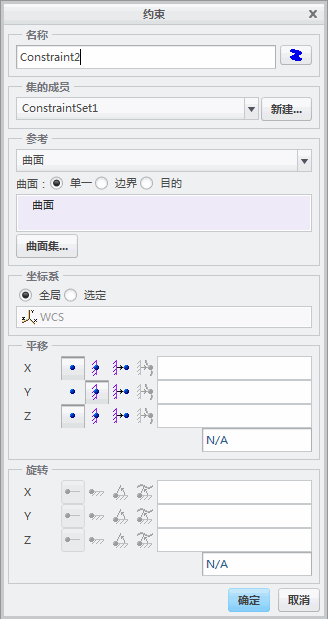 约束
名称
Constraint2
集的成员
ConstraintSet1
新建...
参考
曲面
曲面： 单一 边界 目的
曲面
曲面集...
坐标系
全局 选定
WCS
平移
X
Y
Z
N/A
旋转
X
Y
Z
N/A
确定 取消